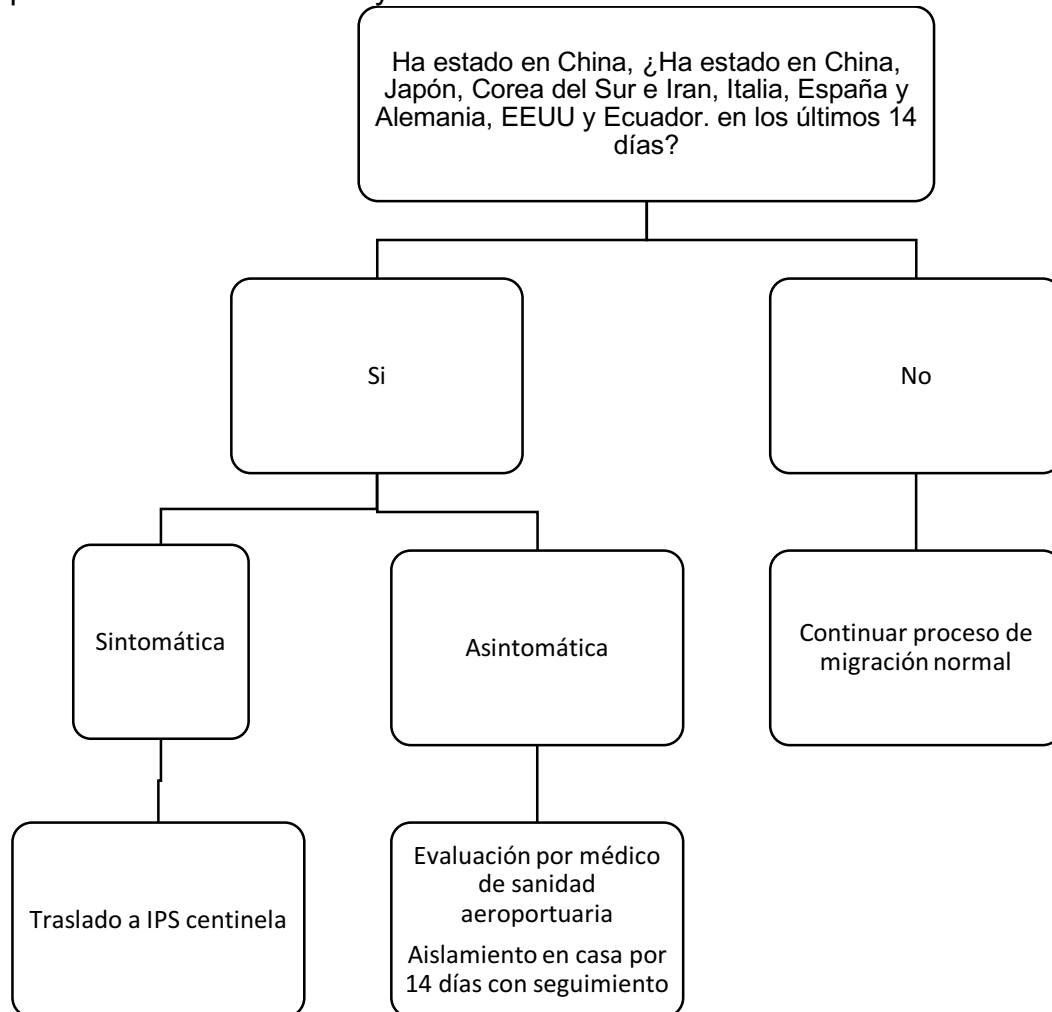 Ha estado en China, ¿Ha estado en China,
Japón, Corea del Sur e Iran, Italia, España y
Alemania, EEUU y Ecuador. en los últimos 14
días?
Si
No
Sintomática
Asintomática
Continuar proceso de
migración normal
Traslado a IPS centinela
Evaluación por médico
de sanidad
aeroportuaria
Aislamiento en casa por
14 días con seguimiento